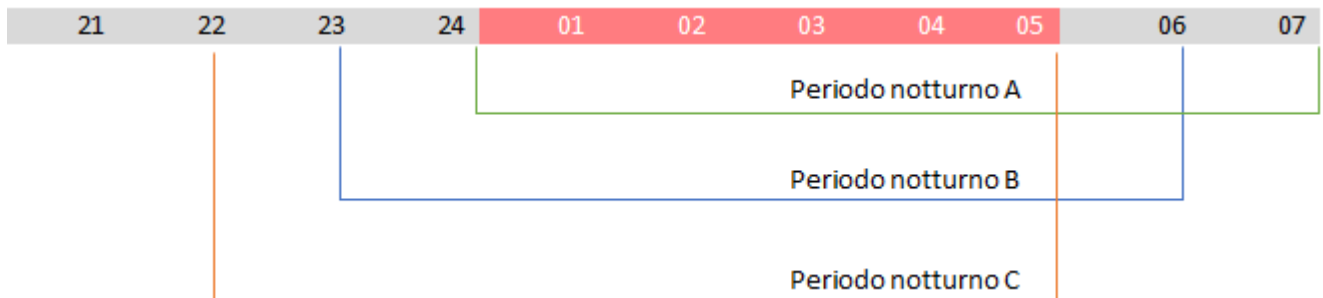 21 22 23 24 01 02 03 04 05 06 07
Periodo notturno A
Periodo notturno B
Periodo notturno C